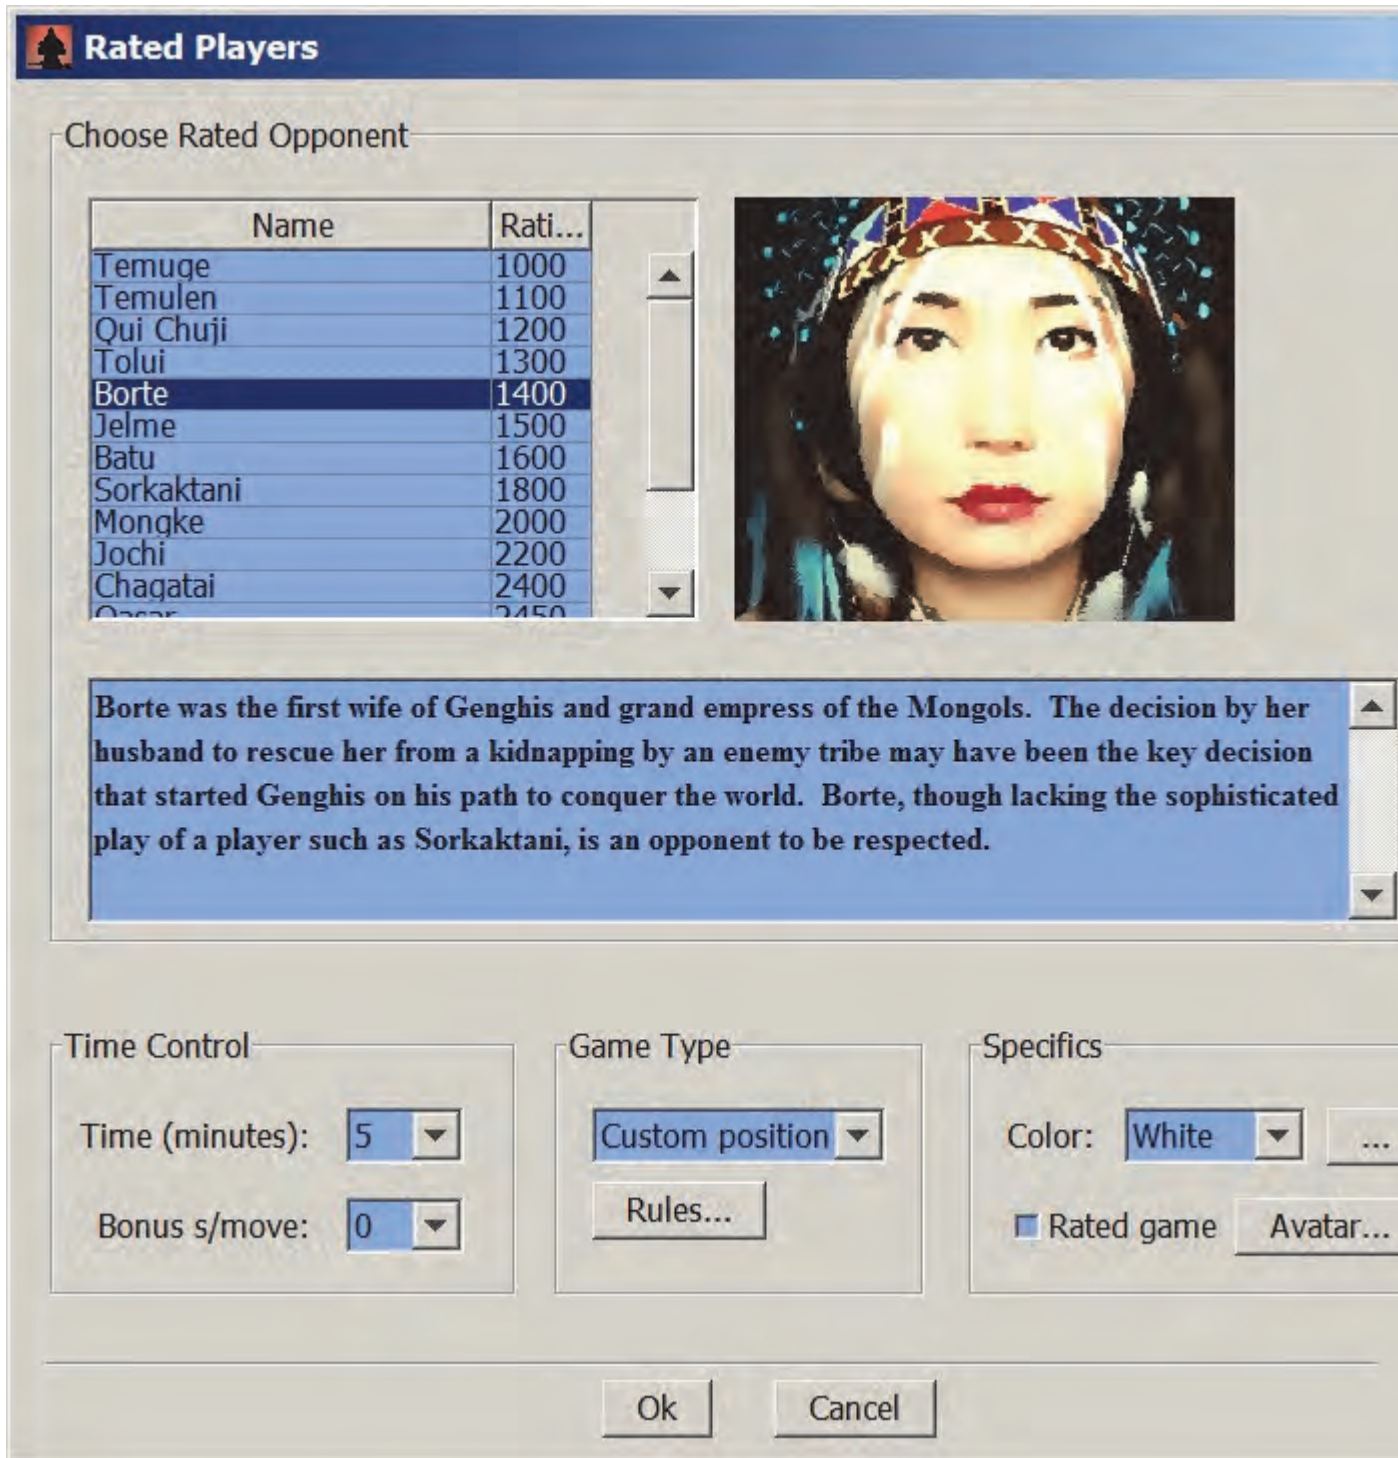 Rated Players
Choose Rated Opponent
Name Rati...
Temuge 1000
Temulen 1100
Qui Chuji 1200
Tolui 1300
Borte 1400
Jelme 1500
Batu 1600
Sorkaktani 1800
Mongke 2000
Jochi 2200
Chagatai 2400
Qasar 2450
Borte was the first wife of Genghis and grand empress of the Mongols. The decision by her
husband to rescue her from a kidnapping by an enemy tribe may have been the key decision
that started Genghis on his path to conquer the world. Borte, though lacking the sophisticated
play of a player such as Sorkaktani, is an opponent to be respected.
Time Control
Time (minutes): 5
Bonus s/move: 0
Game Type
Custom position
Rules...
Specifics
Color: White ...
Rated game Avatar...
Ok Cancel